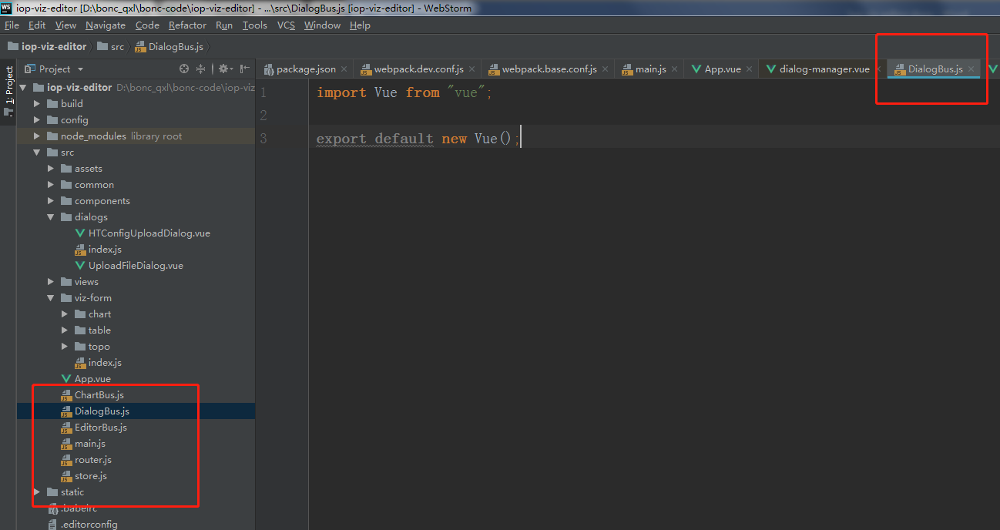 WS iop-viz-editor [D:\bonc_qxl\bonc-code\iop-viz-editor] - ...\src\DialogBus.js [iop-viz-editor] - WebStorm
File Edit View Navigate Code Refactor Run Tools VCS Window Help
iop-viz-editor src DialogBus.js
1: Project
Project
package.json webpack.dev.conf.js webpack.base.conf.js main.js App.vue dialog-manager.vue DialogBus.js
iop-viz-editor D:\bonc_qxl\bonc-code\iop-viz
build
config
node_modules library root
src
assets
common
components
dialogs
HTConfigUploadDialog.vue
index.js
UploadFileDialog.vue
views
viz-form
chart
table
topo
index.js
App.vue
ChartBus.js
DialogBus.js
EditorBus.js
main.js
router.js
store.js
static
.babelrc
.editorconfig
1 import Vue from "vue";
2
3 export default new Vue();